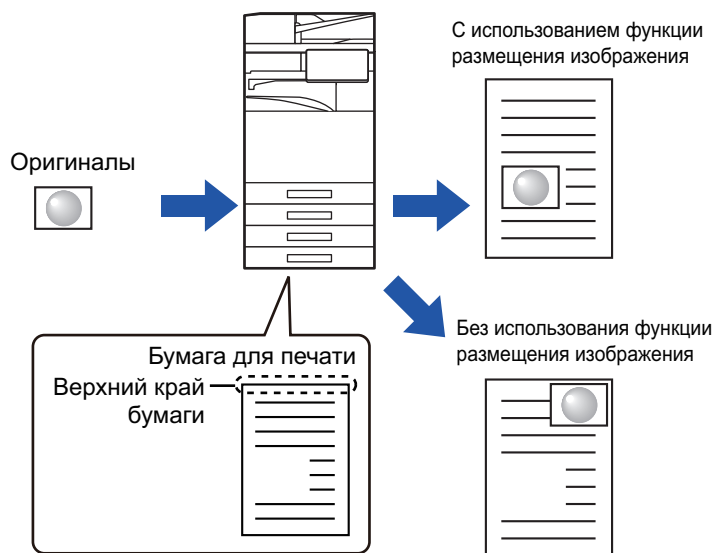 С использованием функции
размещения изображения
Оригиналы
Бумага для печати
Верхний край
бумаги
Без использования функции
размещения изображения